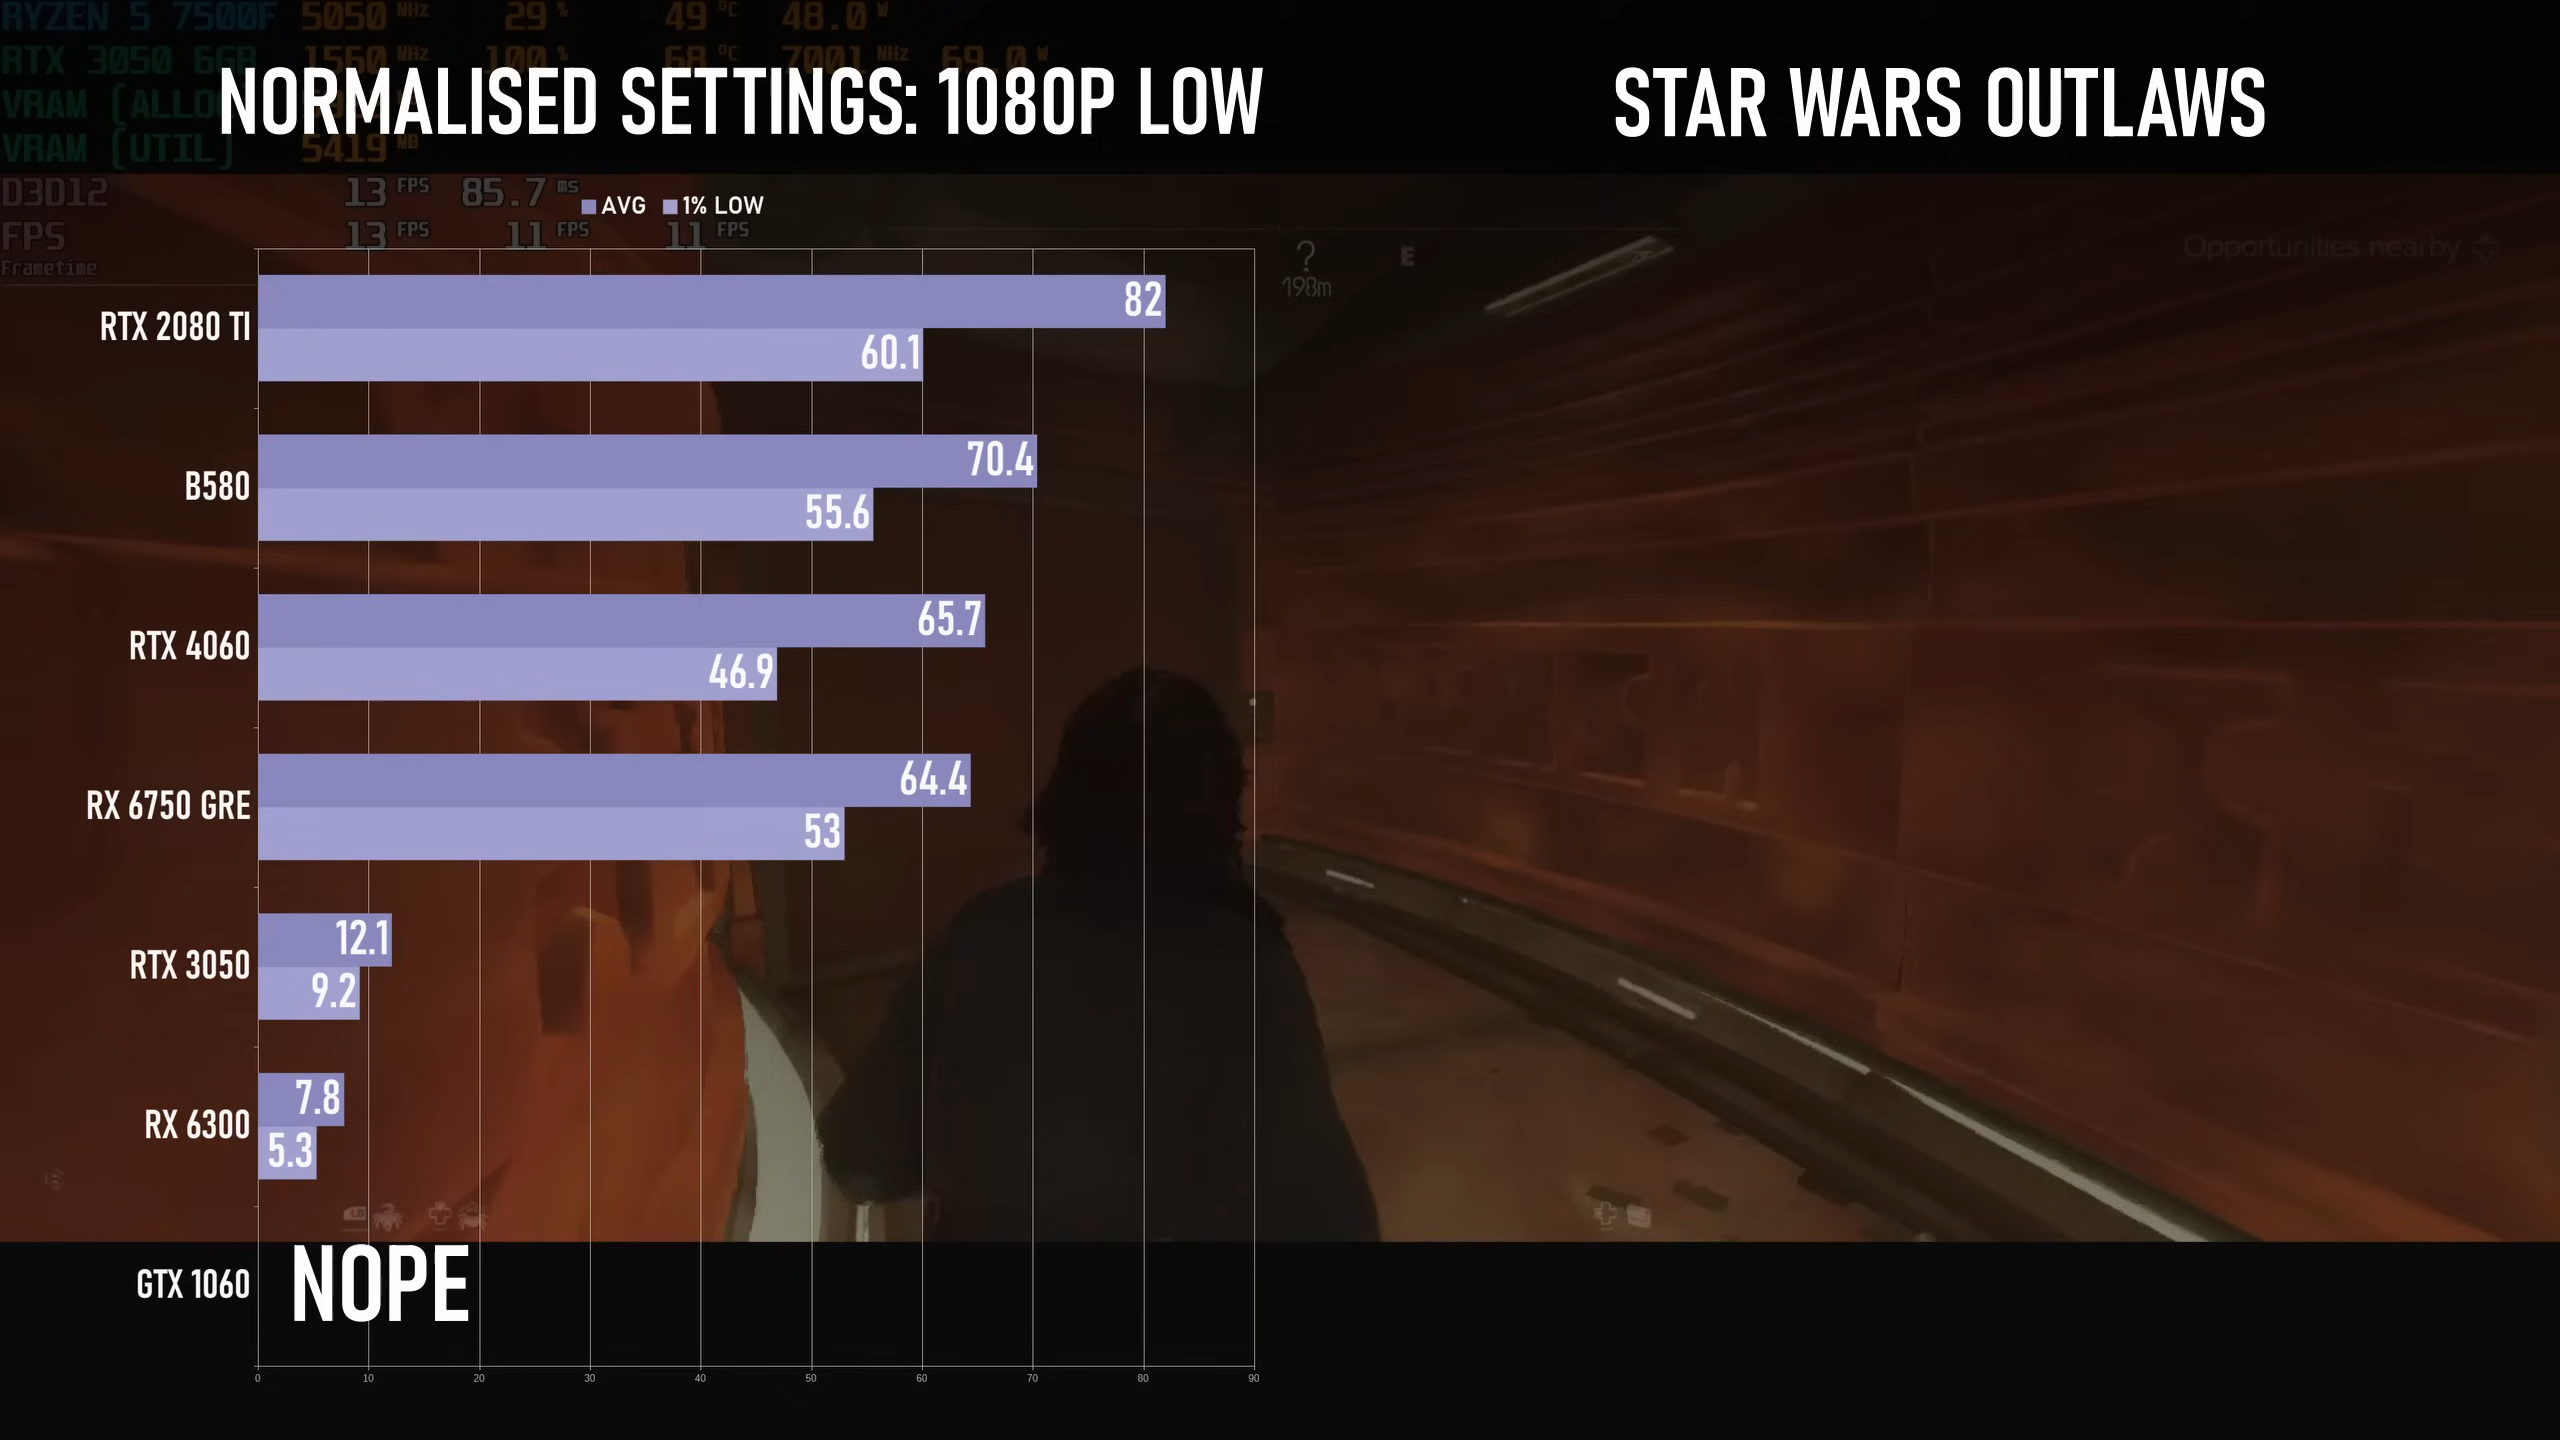 RYZEN 5 7500F 5050 MHz 29 % 49 °C 48.0 W
RTX 3050 6GB 1560 MHz 100 % 68 °C 7001 MHz 69.0 W
NORMALISED SETTINGS: 1080P LOW
STAR WARS OUTLAWS
VRAM [ALLO
VRAM [UTIL] 5419 MB
D3D12 13 FPS 85.7 ms
AVG 1% LOW
FPS 13 FPS 11 FPS 11 FPS
Frametime
?
198m
E
Opportunities nearby
RTX 2080 TI
82
60.1
B580
70.4
55.6
RTX 4060
65.7
46.9
RX 6750 GRE
64.4
53
RTX 3050
12.1
9.2
RX 6300
7.8
5.3
LB
GTX 1060
NOPE
0 10 20 30 40 50 60 70 80 90